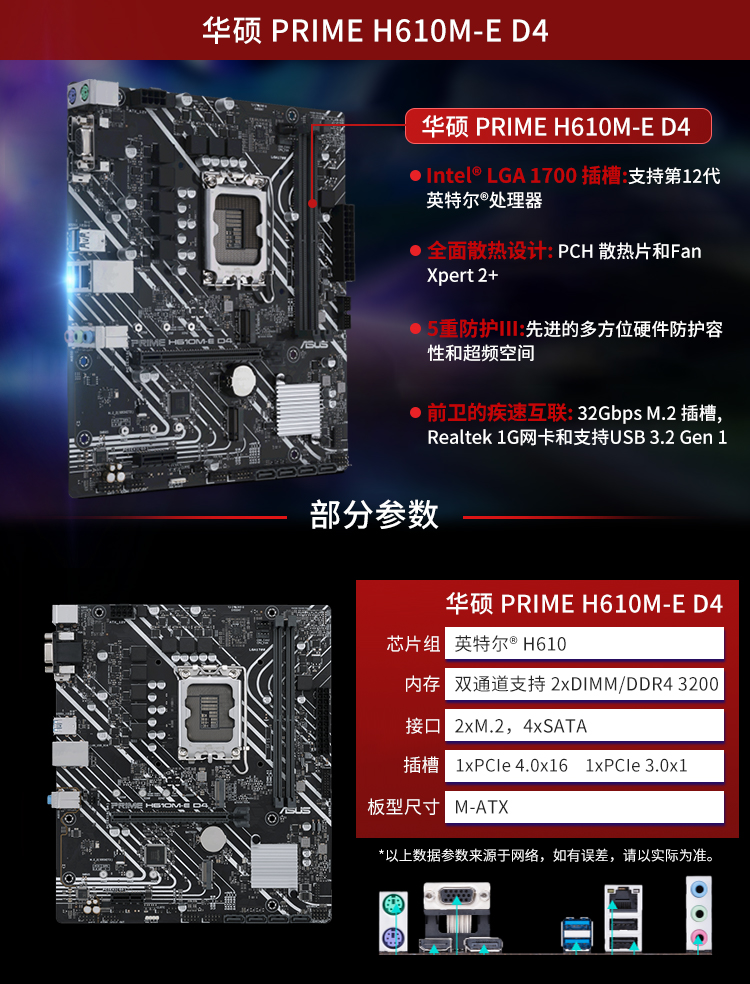 华硕 PRIME H610M-E D4
华硕 PRIME H610M-E D4
Intel® LGA 1700 插槽:支持第12代
英特尔®处理器
全面散热设计: PCH 散热片和Fan
Xpert 2+
5重防护III:先进的多方位硬件防护容
性和超频空间
前卫的疾速互联: 32Gbps M.2 插槽,
Realtek 1G网卡和支持USB 3.2 Gen 1
PRIME H610M-E D4
ASUS
部分参数
华硕 PRIME H610M-E D4
芯片组 英特尔® H610
内存 双通道支持 2xDIMM/DDR4 3200
接口 2xM.2，4xSATA
插槽 1xPCIe 4.0x16 1xPCIe 3.0x1
板型尺寸 M-ATX
*以上数据参数来源于网络，如有误差，请以实际为准。
PRIME H610M-E D4
ASUS